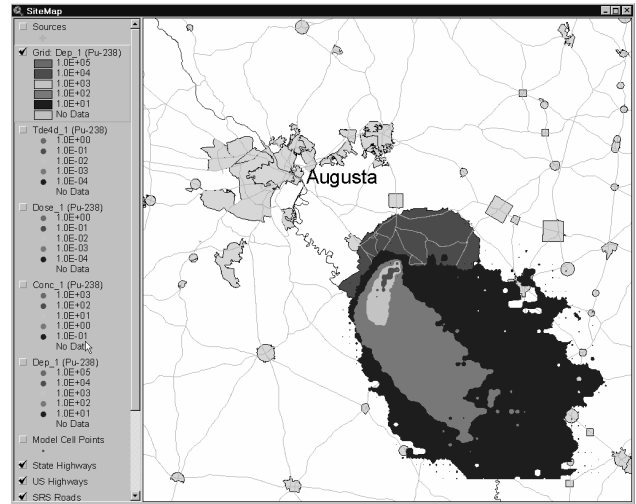 SiteMap
Sources
Grid: Dep_1 (Pu-238)
1.0E+05
1.0E+04
1.0E+03
1.0E+02
1.0E+01
No Data
Tde4d_1 (Pu-238)
1.0E+00
1.0E-01
1.0E-02
1.0E-03
1.0E-04
No Data
Dose_1 (Pu-238)
1.0E+00
1.0E-01
1.0E-02
1.0E-03
1.0E-04
No Data
Conc_1 (Pu-238)
1.0E+03
1.0E+02
1.0E+01
1.0E+00
1.0E-01
No Data
Dep_1 (Pu-238)
1.0E+05
1.0E+04
1.0E+03
1.0E+02
1.0E+01
No Data
Model Cell Points
State Highways
US Highways
SRS Roads
Augusta